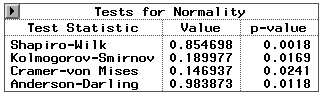 Tests for Normality
Test Statistic Value p-value
Shapiro-Wilk 0.854698 0.0018
Kolmogorov-Smirnov 0.189977 0.0169
Cramer-von Mises 0.146937 0.0241
Anderson-Darling 0.983873 0.0118